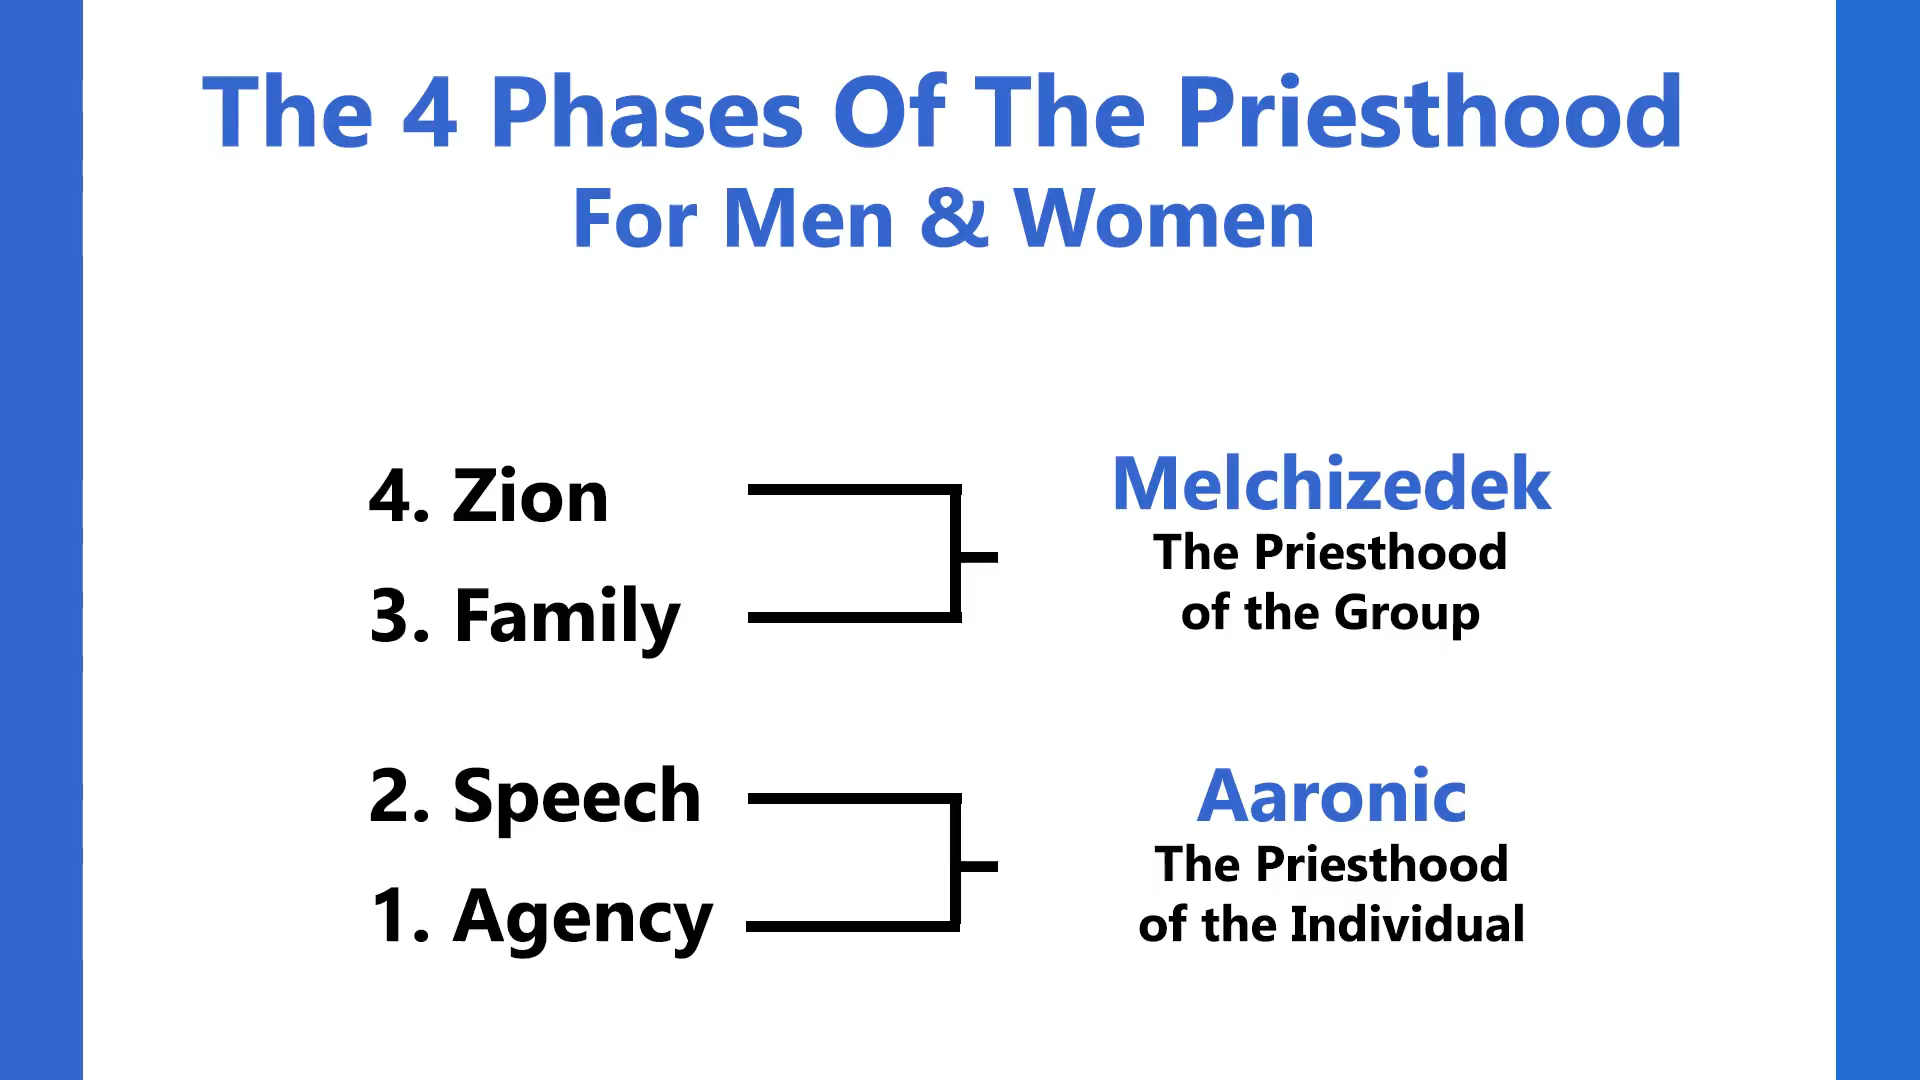 The 4 Phases Of The Priesthood
For Men & Women
4. Zion
3. Family
Melchizedek
The Priesthood
of the Group
2. Speech
1. Agency
Aaronic
The Priesthood
of the Individual